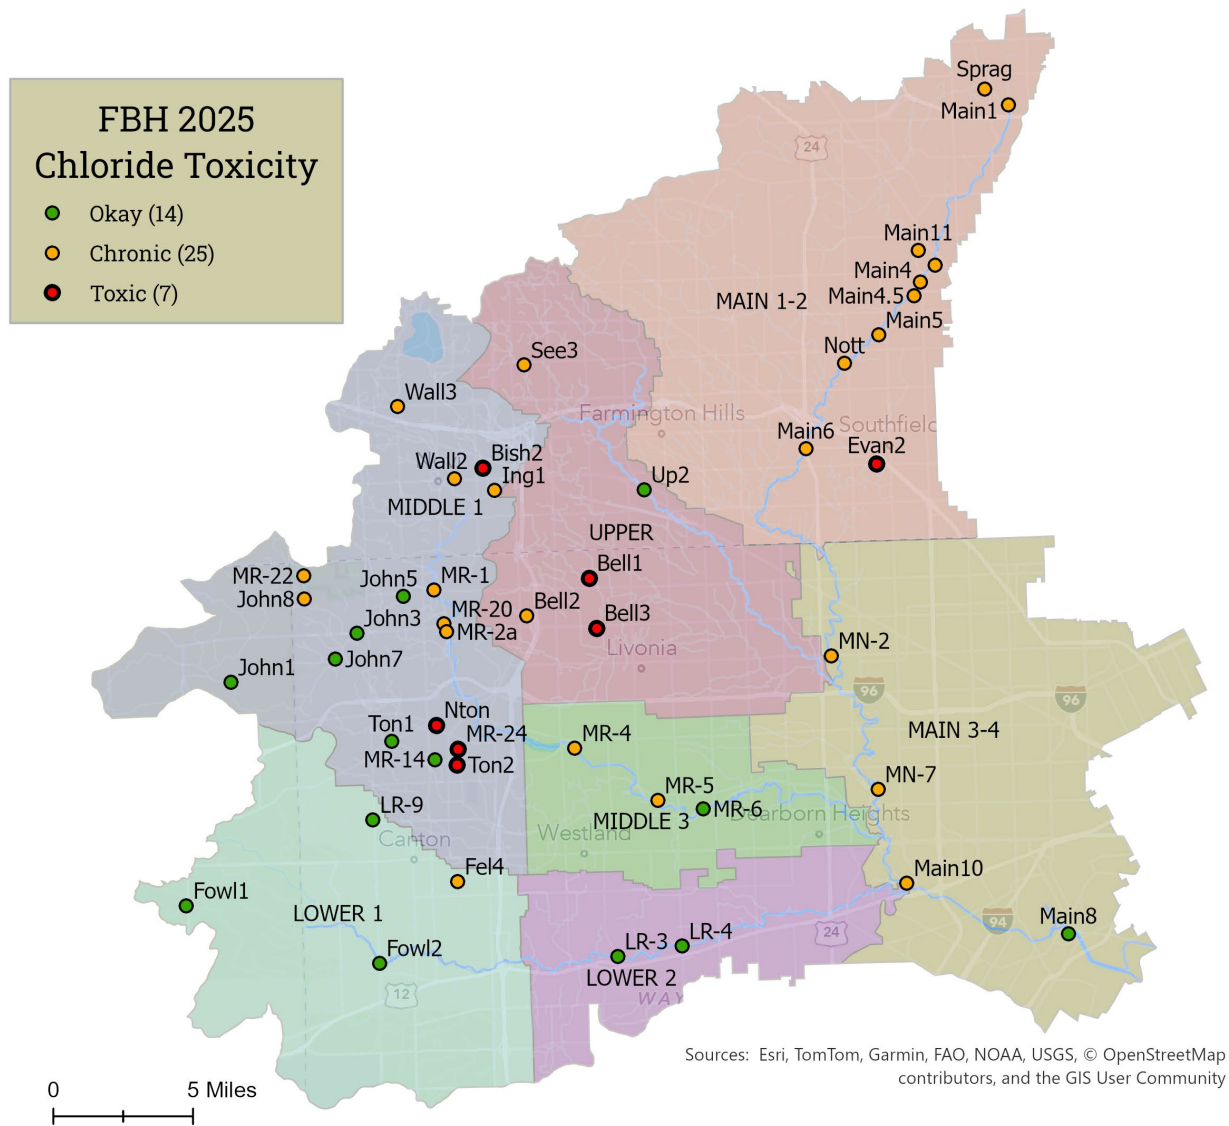 FBH 2025
Chloride Toxicity
Okay (14)
Chronic (25)
Toxic (7)
Sprag
Main1
24
Main11
Main4
Main4.5
MAIN 1-2
Main5
Nott
See3
Wall3
Farmington Hills
Southfield
Main6
Evan2
Bish2
Wall2
Ing1
Up2
MIDDLE 1
UPPER
Bell1
MR-22
John5
MR-1
John8
Bell2
MR-20
John3
Bell3
MR-2a
Livonia
MN-2
John7
John1
96
96
Nton
Ton1
MR-24
MR-4
MAIN 3-4
MR-14
Ton2
MN-7
MR-5
LR-9
MR-6
Dearborn Heights
MIDDLE 3
Westland
Canton
Fel4
Main10
Fowl1
LOWER 1
Main8
94
LR-4
24
LR-3
Fowl2
LOWER 2
12
WAY
Sources: Esri, TomTom, Garmin, FAO, NOAA, USGS, © OpenStreetMap
contributors, and the GIS User Community
0 5 Miles